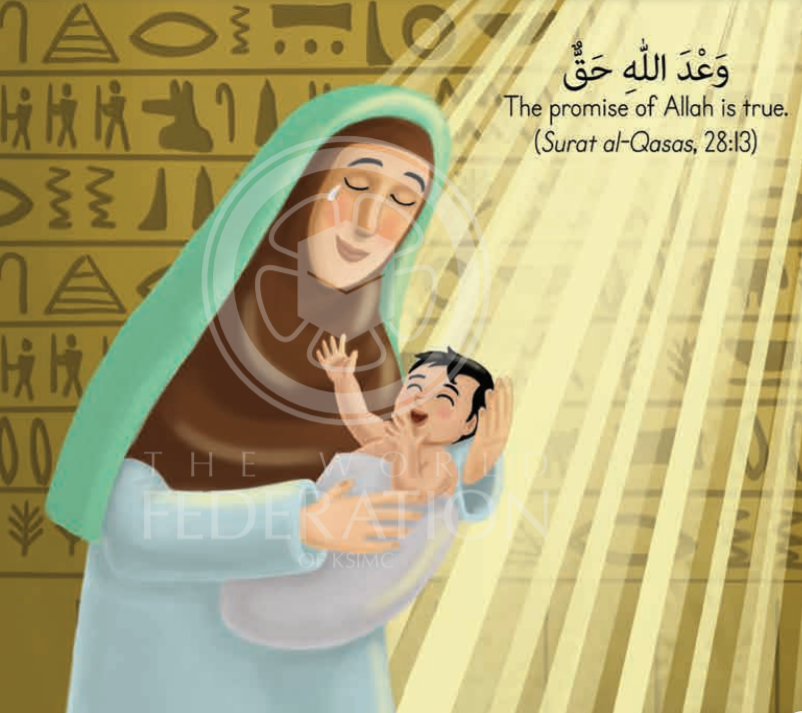 وَعْدَ اللّٰهِ حَقٌّ
The promise of Allah is true.
(Surat al-Qasas, 28:13)
THE WORLD
FEDERATION
OF KSIMC